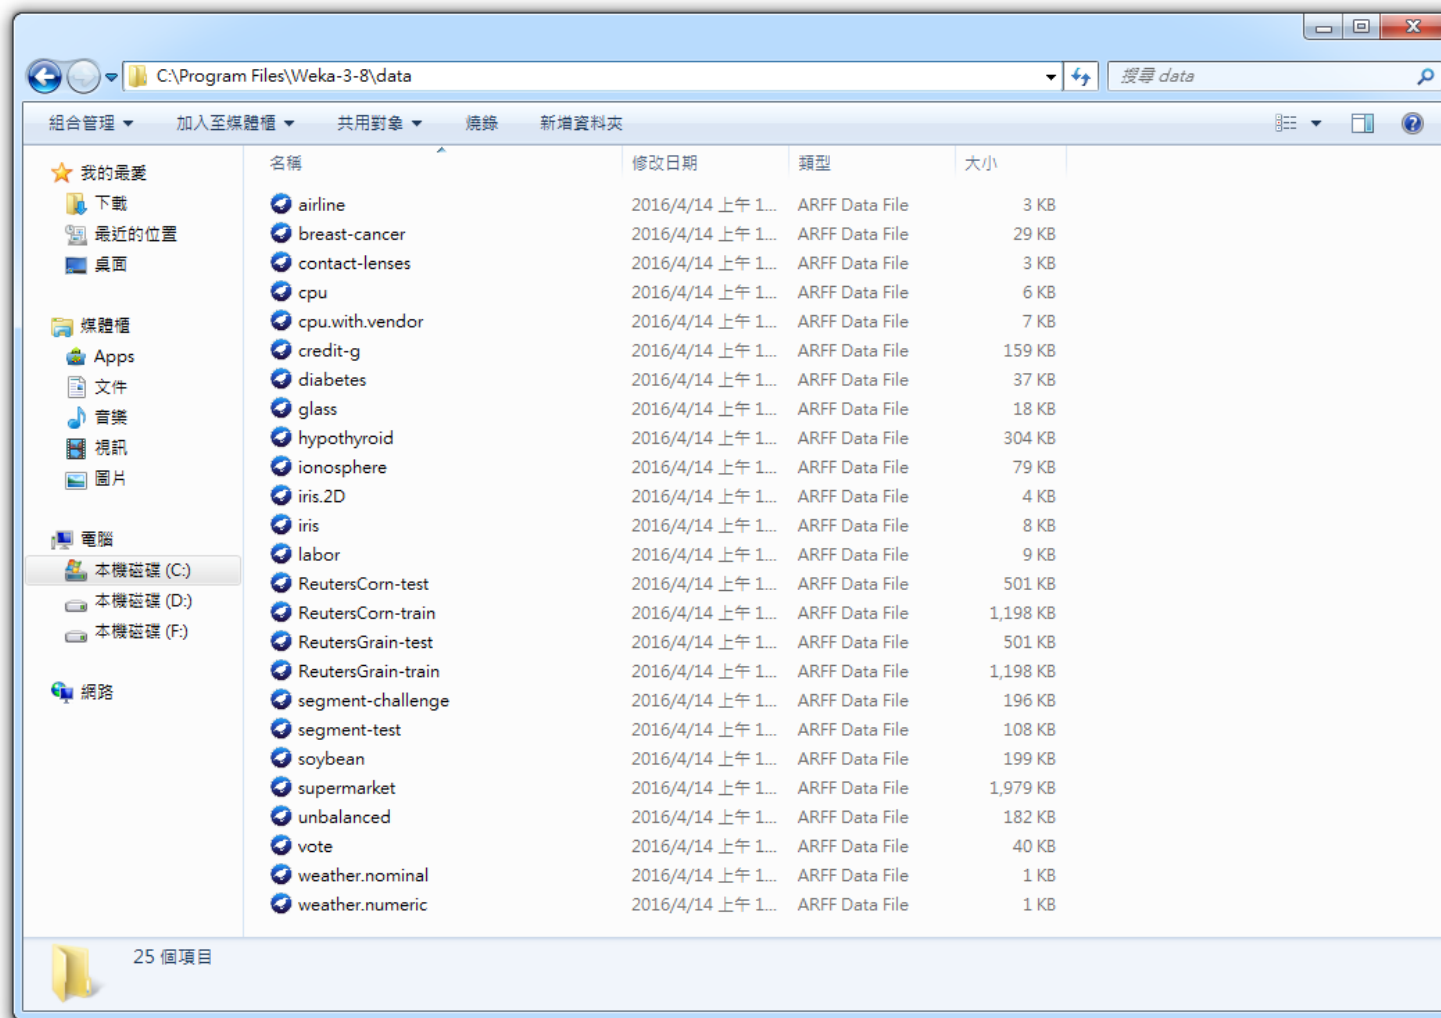 C:\Program Files\Weka-3-8\data
搜尋 data
組合管理 加入至媒體櫃 共用對象 燒錄 新增資料夾
我的最愛
下載
最近的位置
桌面
媒體櫃
Apps
文件
音樂
視訊
圖片
電腦
本機磁碟 (C:)
本機磁碟 (D:)
本機磁碟 (F:)
網路
名稱 修改日期 類型 大小
airline 2016/4/14 上午 1... ARFF Data File 3 KB
breast-cancer 2016/4/14 上午 1... ARFF Data File 29 KB
contact-lenses 2016/4/14 上午 1... ARFF Data File 3 KB
cpu 2016/4/14 上午 1... ARFF Data File 6 KB
cpu.with.vendor 2016/4/14 上午 1... ARFF Data File 7 KB
credit-g 2016/4/14 上午 1... ARFF Data File 159 KB
diabetes 2016/4/14 上午 1... ARFF Data File 37 KB
glass 2016/4/14 上午 1... ARFF Data File 18 KB
hypothyroid 2016/4/14 上午 1... ARFF Data File 304 KB
ionosphere 2016/4/14 上午 1... ARFF Data File 79 KB
iris.2D 2016/4/14 上午 1... ARFF Data File 4 KB
iris 2016/4/14 上午 1... ARFF Data File 8 KB
labor 2016/4/14 上午 1... ARFF Data File 9 KB
ReutersCorn-test 2016/4/14 上午 1... ARFF Data File 501 KB
ReutersCorn-train 2016/4/14 上午 1... ARFF Data File 1,198 KB
ReutersGrain-test 2016/4/14 上午 1... ARFF Data File 501 KB
ReutersGrain-train 2016/4/14 上午 1... ARFF Data File 1,198 KB
segment-challenge 2016/4/14 上午 1... ARFF Data File 196 KB
segment-test 2016/4/14 上午 1... ARFF Data File 108 KB
soybean 2016/4/14 上午 1... ARFF Data File 199 KB
supermarket 2016/4/14 上午 1... ARFF Data File 1,979 KB
unbalanced 2016/4/14 上午 1... ARFF Data File 182 KB
vote 2016/4/14 上午 1... ARFF Data File 40 KB
weather.nominal 2016/4/14 上午 1... ARFF Data File 1 KB
weather.numeric 2016/4/14 上午 1... ARFF Data File 1 KB
25 個項目